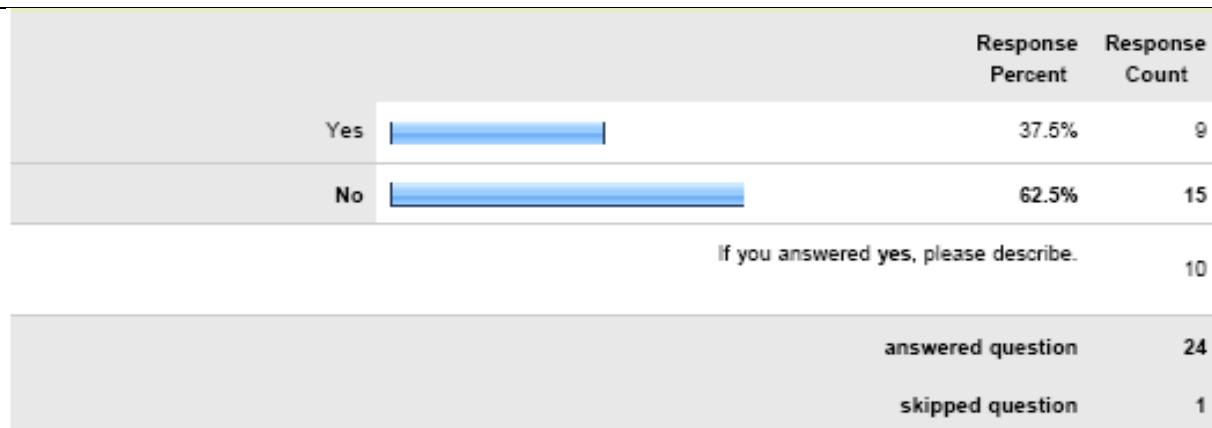 Response Response
Percent Count
Yes 37.5% 9
No 62.5% 15
If you answered yes, please describe. 10
answered question 24
skipped question 1